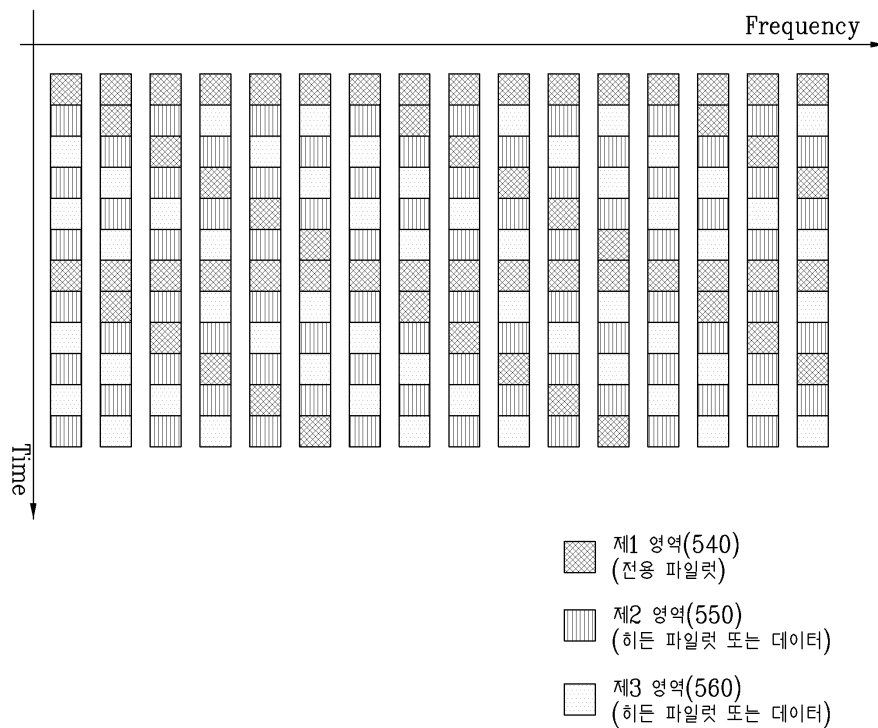 Frequency
Time
제1 영역(540)
(전용 파일럿)
제2 영역(550)
(히든 파일럿 또는 데이터)
제3 영역(560)
(히든 파일럿 또는 데이터)